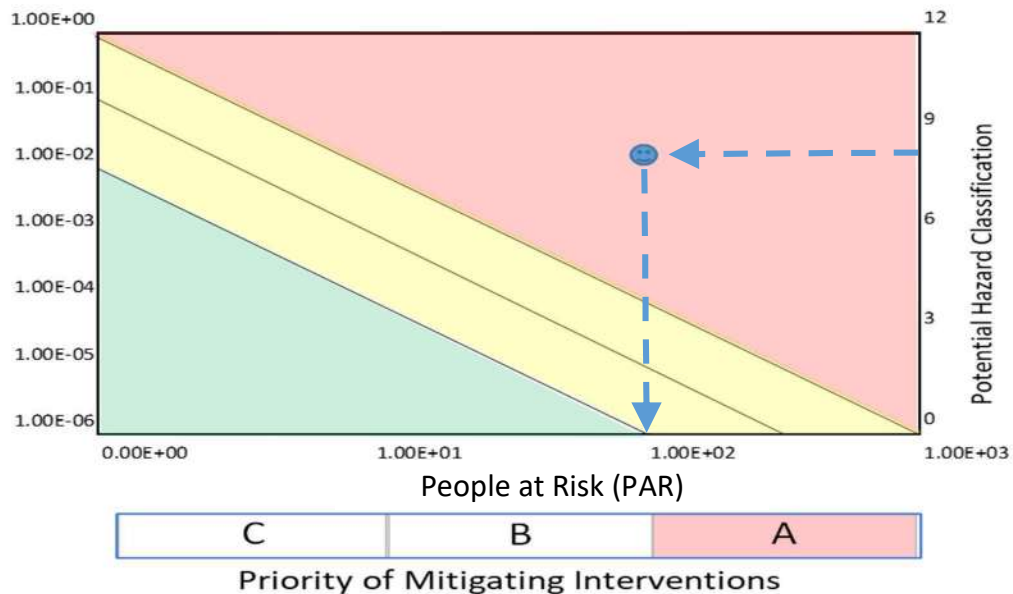 1.00E+00
12
1.00E-01
9
1.00E-02
1.00E-03
6
1.00E-04
3
1.00E-05
1.00E-06
0
Potential Hazard Classification
0.00E+00 1.00E+01 1.00E+02 1.00E+03
People at Risk (PAR)
C B A
Priority of Mitigating Interventions